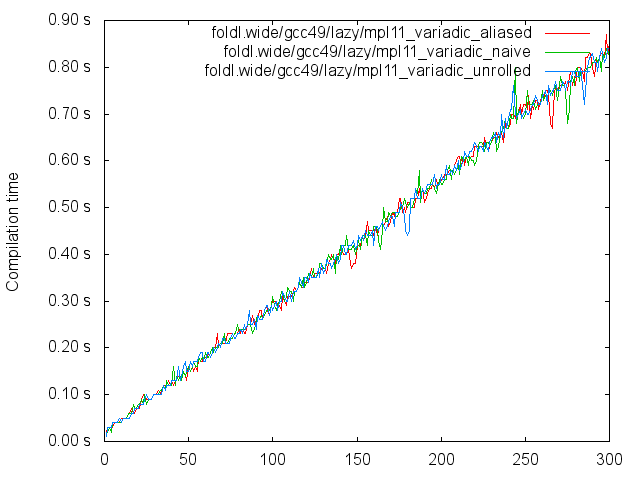 0.90 s
0.80 s
0.70 s
0.60 s
0.50 s
0.40 s
0.30 s
0.20 s
0.10 s
0.00 s
Compilation time
foldl.wide/gcc49/lazy/mpl11_variadic_aliased
foldl.wide/gcc49/lazy/mpl11_variadic_naive
foldl.wide/gcc49/lazy/mpl11_variadic_unrolled
0 50 100 150 200 250 300